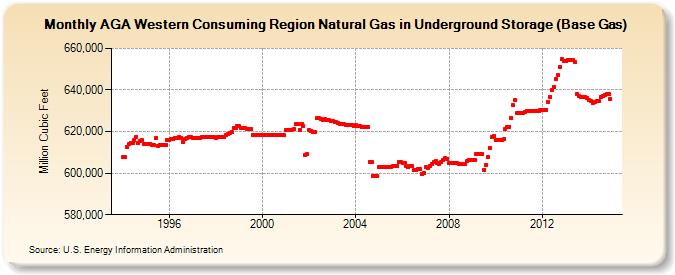 Monthly AGA Western Consuming Region Natural Gas in Underground Storage (Base Gas)
Million Cubic Feet
660,000
640,000
620,000
600,000
580,000
1996 2000 2004 2008 2012
Source: U.S. Energy Information Administration